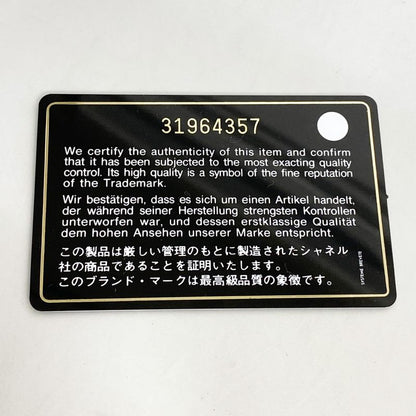 31964357
We certify the authenticity of this item and confirm
that it has been subjected to the most exacting quality
control. Its high quality is a symbol of the fine reputation
of the Trademark.
Wir bestätigen, dass es sich um einen Artikel handelt,
der während seiner Herstellung strengsten Kontrollen
unterworfen war, und dessen erstklassige Qualität
dem hohen Ansehen unserer Marke entspricht.
この製品は厳しい管理のもとに製造されたシャネル
社の商品であることを証明いたします。
このブランド・マークは最高級品質の象徴です。